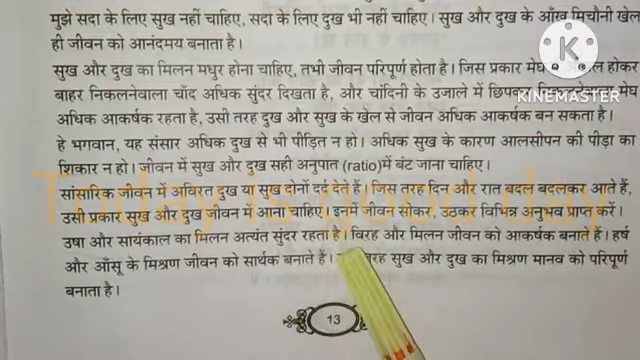 मुझे सदा के लिए सुख नहीं चाहिए, सदा के लिए दुख भी नहीं चाहिए। सुख और दुख के आँख मिचौनी खेल
ही जीवन को आनंदमय बनाता है।
सुख और दुख का मिलन मधुर होना चाहिए, तभी जीवन परिपूर्ण होता है। जिस प्रकार मेघ होकर
बाहर निकलनेवाला चाँद अधिक सुंदर दिखता है, और चांदिनी के उजाले में छिपकर मेघ
अधिक आकर्षक रहता है, उसी तरह दुख और सुख के खेल से जीवन अधिक आकर्षक बन सकता है।
हे भगवान, यह संसार अधिक दुख से भी पीड़ित न हो। अधिक सुख के कारण आलसीपन की पीड़ा का
शिकार न हो। जीवन में सुख और दुख सही अनुपात (ratio) में बंट जाना चाहिए।
सांसारिक जीवन में अविरत दुख या सुख दोनों दर्द देते हैं। जिस तरह दिन और रात बदल बदलकर आते हैं,
उसी प्रकार सुख और दुख जीवन में आना चाहिए। इनमें जीवन सोकर, उठकर विभिन्न अनुभव प्राप्त करें।
उषा और सायंकाल का मिलन अत्यंत सुंदर रहता है। विरह और मिलन जीवन को आकर्षक बनाते हैं। हर्ष
और आँसू के मिश्रण जीवन को सार्थक बनाते हैं। सुख और दुख का मिश्रण मानव को परिपूर्ण
बनाता है।
13
KINEMASTER
Today is good day